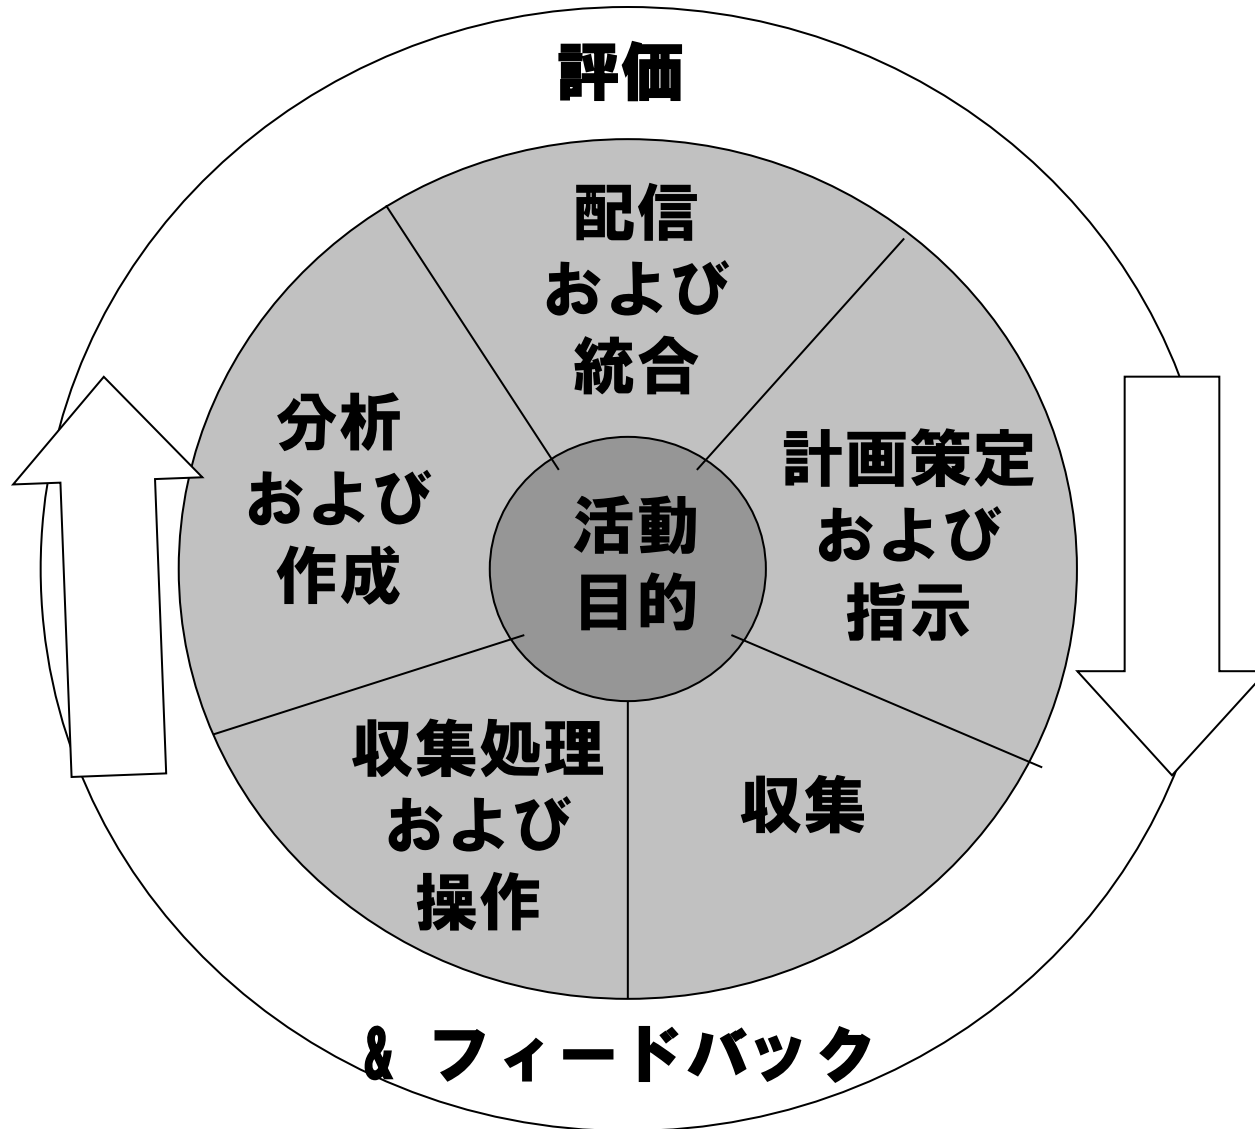 評価
配信
および
統合
計画策定
および
指示
収集
収集処理
および
操作
分析
および
作成
活動
目的
& フィードバック